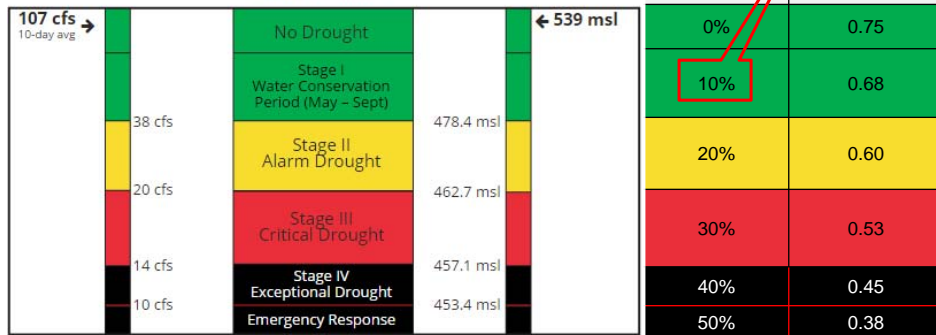 107 cfs →
10-day avg
← 539 msl
No Drought
0%
0.75
Stage I
Water Conservation
Period (May – Sept)
10%
0.68
38 cfs
478.4 msl
Stage II
Alarm Drought
20%
0.60
20 cfs
462.7 msl
Stage III
Critical Drought
30%
0.53
14 cfs
457.1 msl
Stage IV
Exceptional Drought
40%
0.45
10 cfs
453.4 msl
Emergency Response
50%
0.38